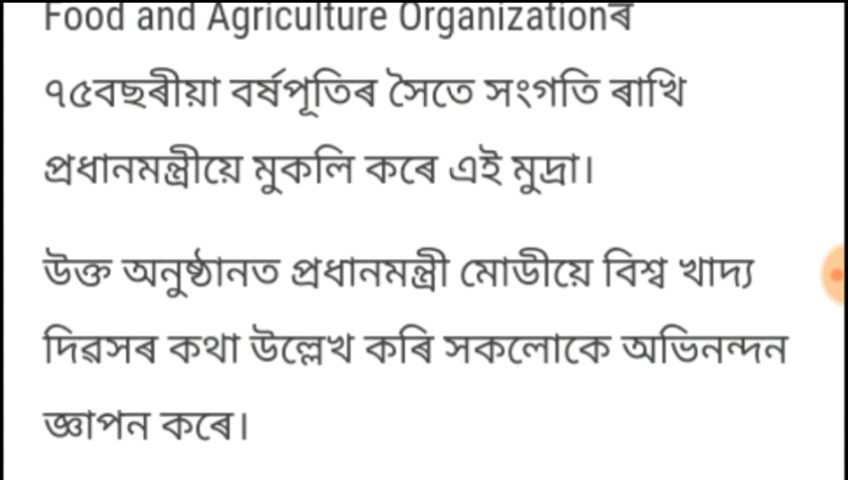 Food and Agriculture Organizationৰ
৭৫বছৰীয়া বৰ্ষপূৰ্তিৰ সৈতে সংগতি ৰাখি
প্ৰধানমন্ত্ৰীয়ে মুকলি কৰে এই মুদ্ৰা।
উক্ত অনুষ্ঠানত প্ৰধানমন্ত্ৰী মোডীয়ে বিশ্ব খাদ্য
দিৱসৰ কথা উল্লেখ কৰি সকলোকে অভিনন্দন
জ্ঞাপন কৰে।